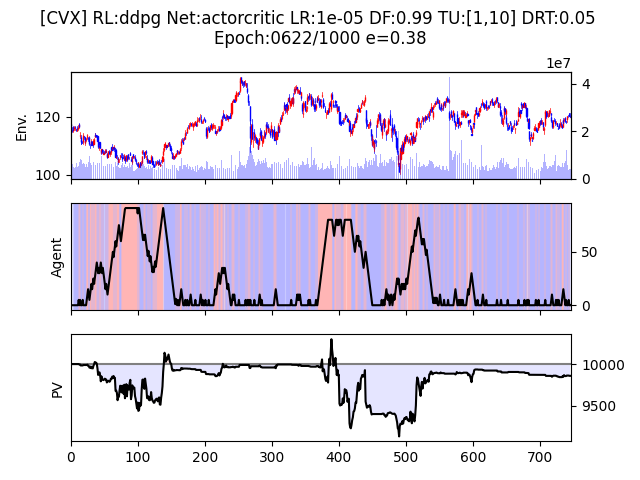 [CVX] RL:ddpg Net:actorcritic LR:1e-05 DF:0.99 TU:[1,10] DRT:0.05
Epoch:0622/1000 e=0.38
1e7
Env.
120
100
4
2
0
Agent
50
0
PV
10000
9500
0 100 200 300 400 500 600 700